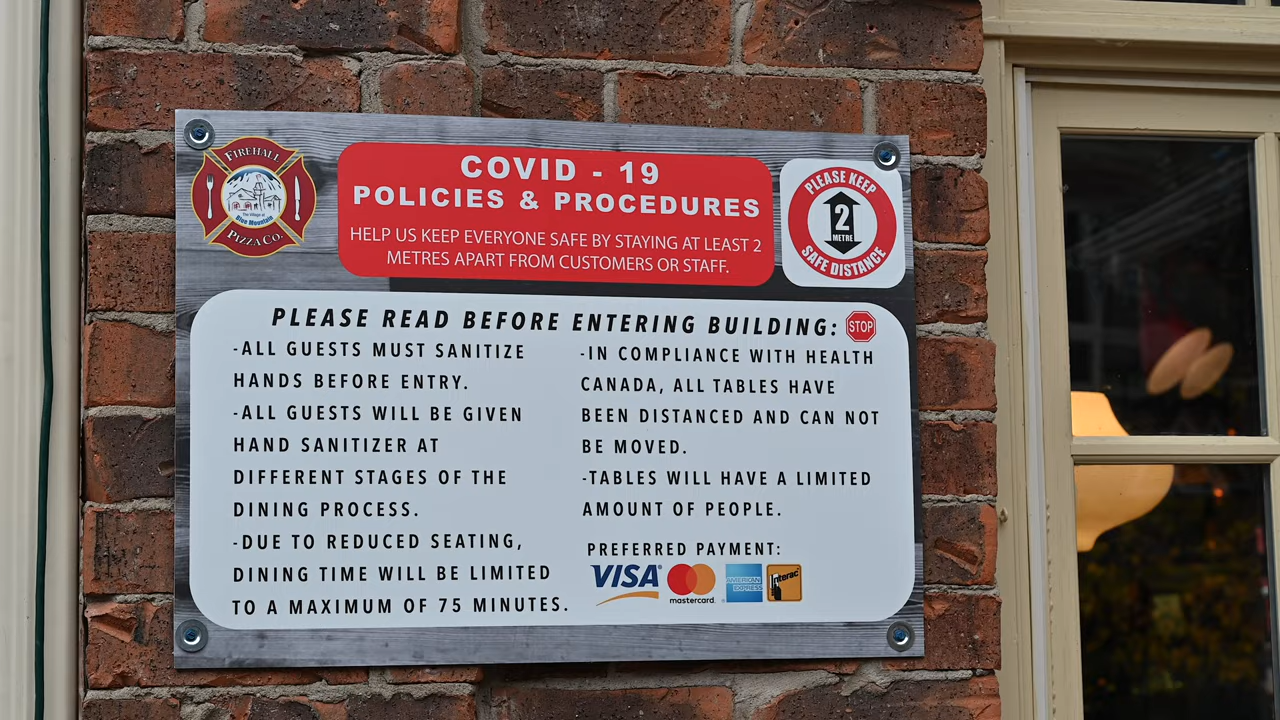 FIREHALL
The Village at
Blue Mountain
PIZZA CO.
COVID - 19
POLICIES & PROCEDURES
HELP US KEEP EVERYONE SAFE BY STAYING AT LEAST 2
METRES APART FROM CUSTOMERS OR STAFF.
PLEASE KEEP
2
METRE
SAFE DISTANCE
PLEASE READ BEFORE ENTERING BUILDING:
STOP
-ALL GUESTS MUST SANITIZE
HANDS BEFORE ENTRY.
-ALL GUESTS WILL BE GIVEN
HAND SANITIZER AT
DIFFERENT STAGES OF THE
DINING PROCESS.
-DUE TO REDUCED SEATING,
DINING TIME WILL BE LIMITED
TO A MAXIMUM OF 75 MINUTES.
-IN COMPLIANCE WITH HEALTH
CANADA, ALL TABLES HAVE
BEEN DISTANCED AND CAN NOT
BE MOVED.
-TABLES WILL HAVE A LIMITED
AMOUNT OF PEOPLE.
PREFERRED PAYMENT:
VISA
mastercard
AMERICAN
EXPRESS
Interac